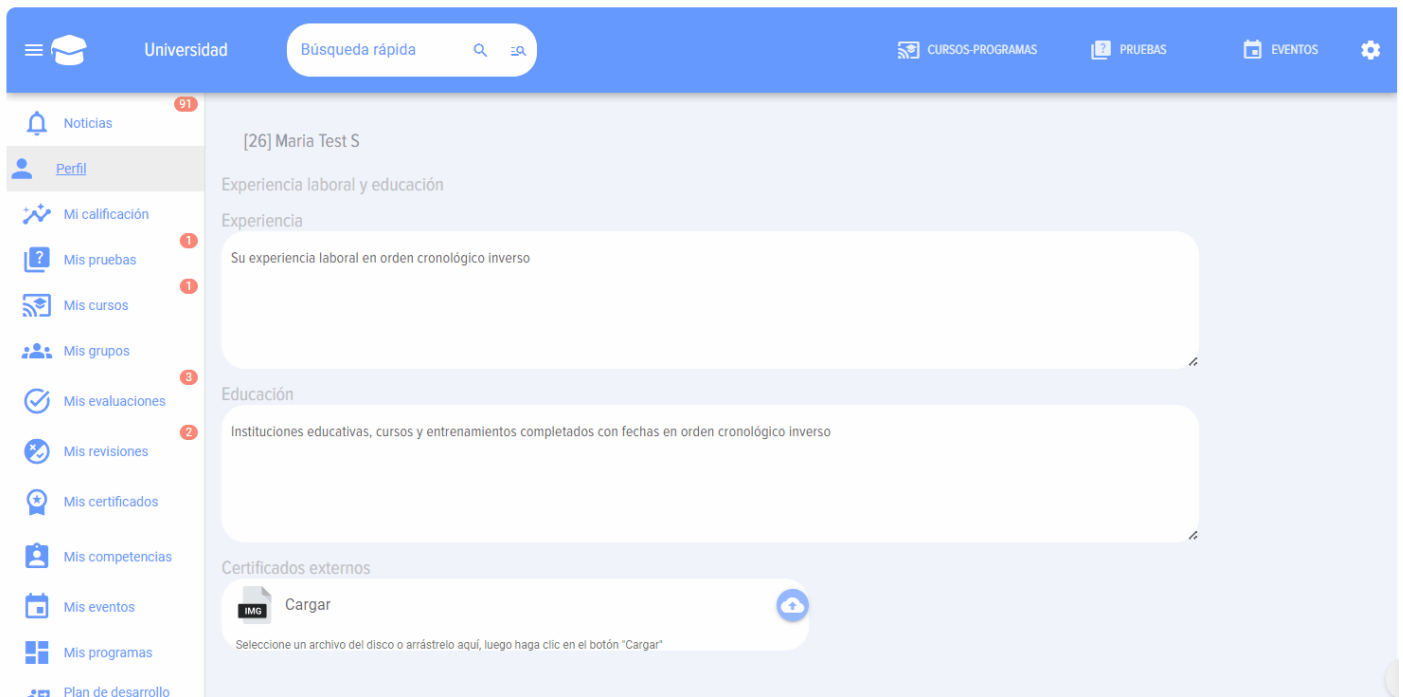 Universidad
Búsqueda rápida
CURSOS-PROGRAMAS
? PRUEBAS
EVENTOS
91
Noticias
Perfil
Mi calificación
1
? Mis pruebas
1
Mis cursos
Mis grupos
3
Mis evaluaciones
2
Mis revisiones
Mis certificados
Mis competencias
Mis eventos
Mis programas
Plan de desarrollo
[26] Maria Test S
Experiencia laboral y educación
Experiencia
Su experiencia laboral en orden cronológico inverso
Educación
Instituciones educativas, cursos y entrenamientos completados con fechas en orden cronológico inverso
Certificados externos
IMG
Cargar
Seleccione un archivo del disco o arrástrelo aquí, luego haga clic en el botón "Cargar"